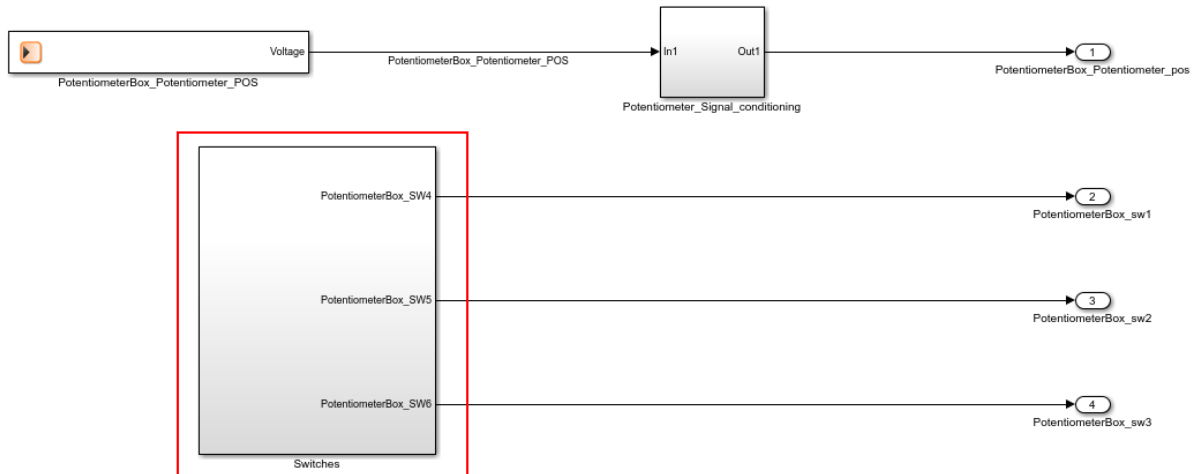 Voltage
PotentiometerBox_Potentiometer_POS
PotentiometerBox_Potentiometer_POS
In1
Out1
Potentiometer_Signal_conditioning
1
PotentiometerBox_Potentiometer_pos
PotentiometerBox_SW4
2
PotentiometerBox_sw1
PotentiometerBox_SW5
3
PotentiometerBox_sw2
PotentiometerBox_SW6
4
PotentiometerBox_sw3
Switches